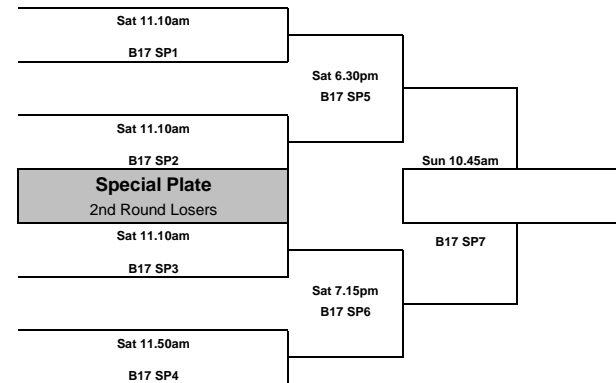 Sat 11.10am
B17 SP1
Sat 6.30pm
B17 SP5
Sat 11.10am
B17 SP2
Sun 10.45am
Special Plate
2nd Round Losers
Sat 11.10am
B17 SP7
B17 SP3
Sat 7.15pm
B17 SP6
Sat 11.50am
B17 SP4